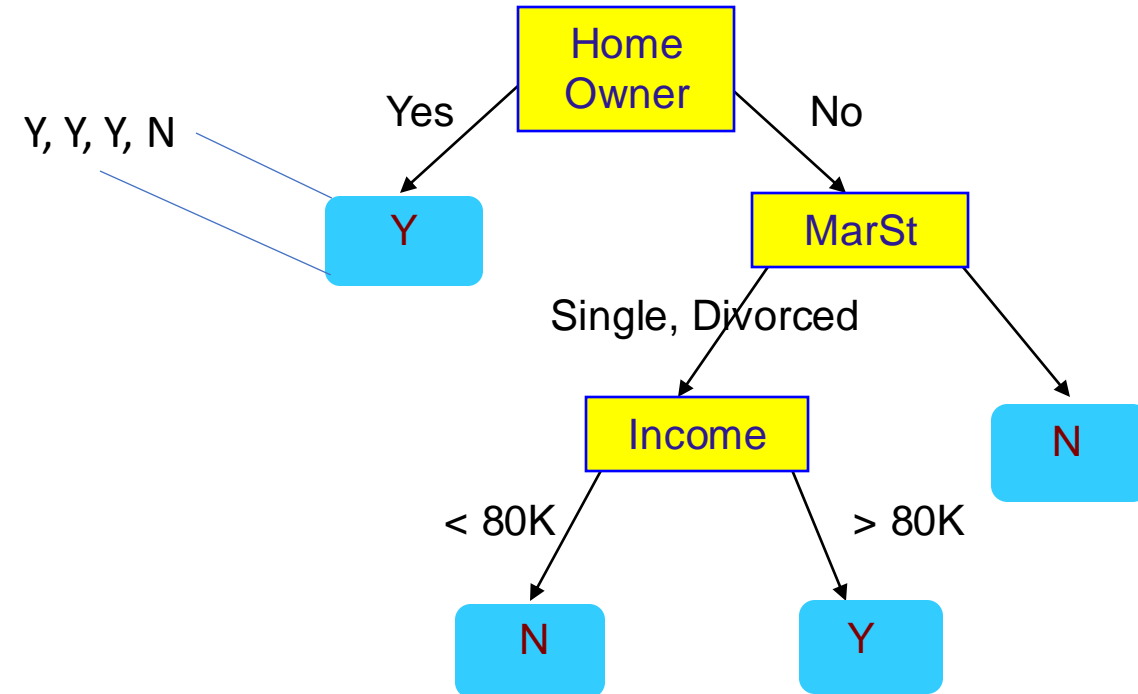 Home
Owner
Yes
No
Y, Y, Y, N
Y
MarSt
Single, Divorced
Income
N
< 80K
> 80K
N
Y